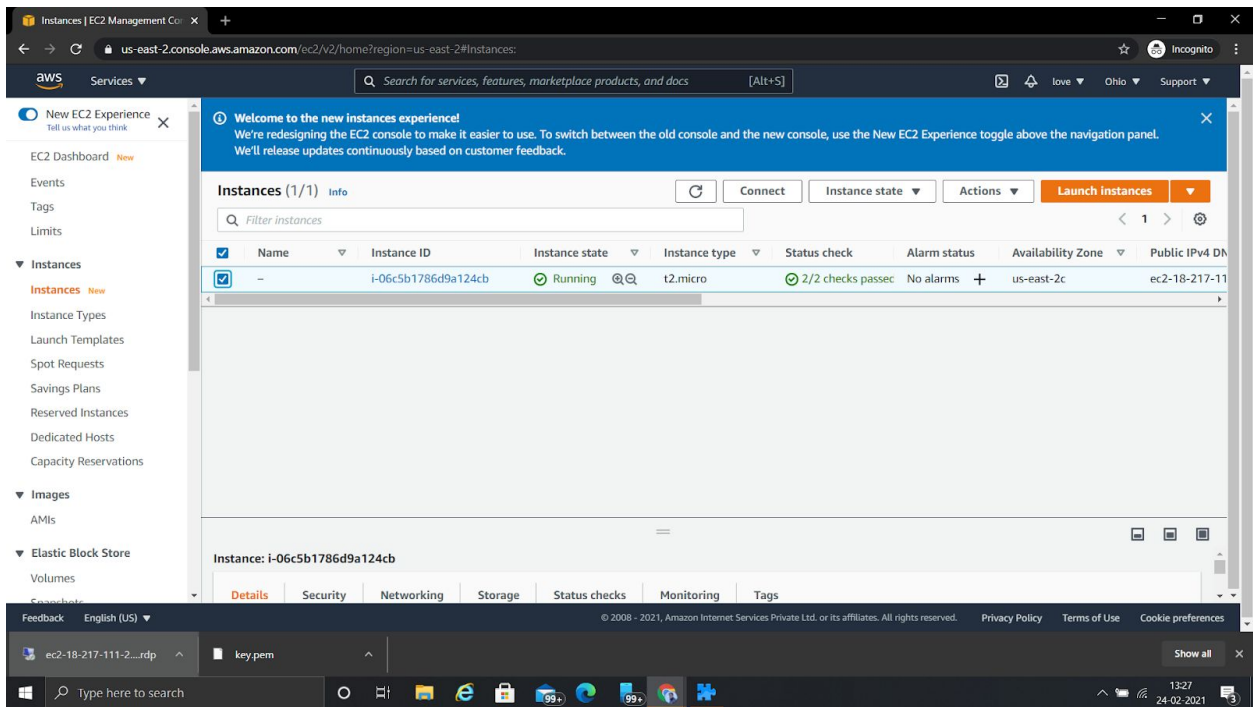 Instances | EC2 Management Cor
us-east-2.console.aws.amazon.com/ec2/v2/home?region=us-east-2#Instances:
Incognito
aws
Services
Search for services, features, marketplace products, and docs
[Alt+S]
love
Ohio
Support
New EC2 Experience
Tell us what you think
EC2 Dashboard New
Events
Tags
Limits
Instances
Instances New
Instance Types
Launch Templates
Spot Requests
Savings Plans
Reserved Instances
Dedicated Hosts
Capacity Reservations
Images
AMIs
Elastic Block Store
Volumes
Snapshots
Welcome to the new instances experience!
We're redesigning the EC2 console to make it easier to use. To switch between the old console and the new console, use the New EC2 Experience toggle above the navigation panel.
We'll release updates continuously based on customer feedback.
Instances (1/1) Info
Connect
Instance state
Actions
Launch instances
Filter instances
1
Name Instance ID Instance state Instance type Status check Alarm status Availability Zone Public IPv4 DN
– i-06c5b1786d9a124cb Running t2.micro 2/2 checks passec No alarms + us-east-2c ec2-18-217-11
Instance: i-06c5b1786d9a124cb
Details Security Networking Storage Status checks Monitoring Tags
Feedback English (US) © 2008 - 2021, Amazon Internet Services Private Ltd. or its affiliates. All rights reserved. Privacy Policy Terms of Use Cookie preferences
ec2-18-217-111-2....rdp
key.pem
Show all
Type here to search
99+
99+
13:27
24-02-2021
3